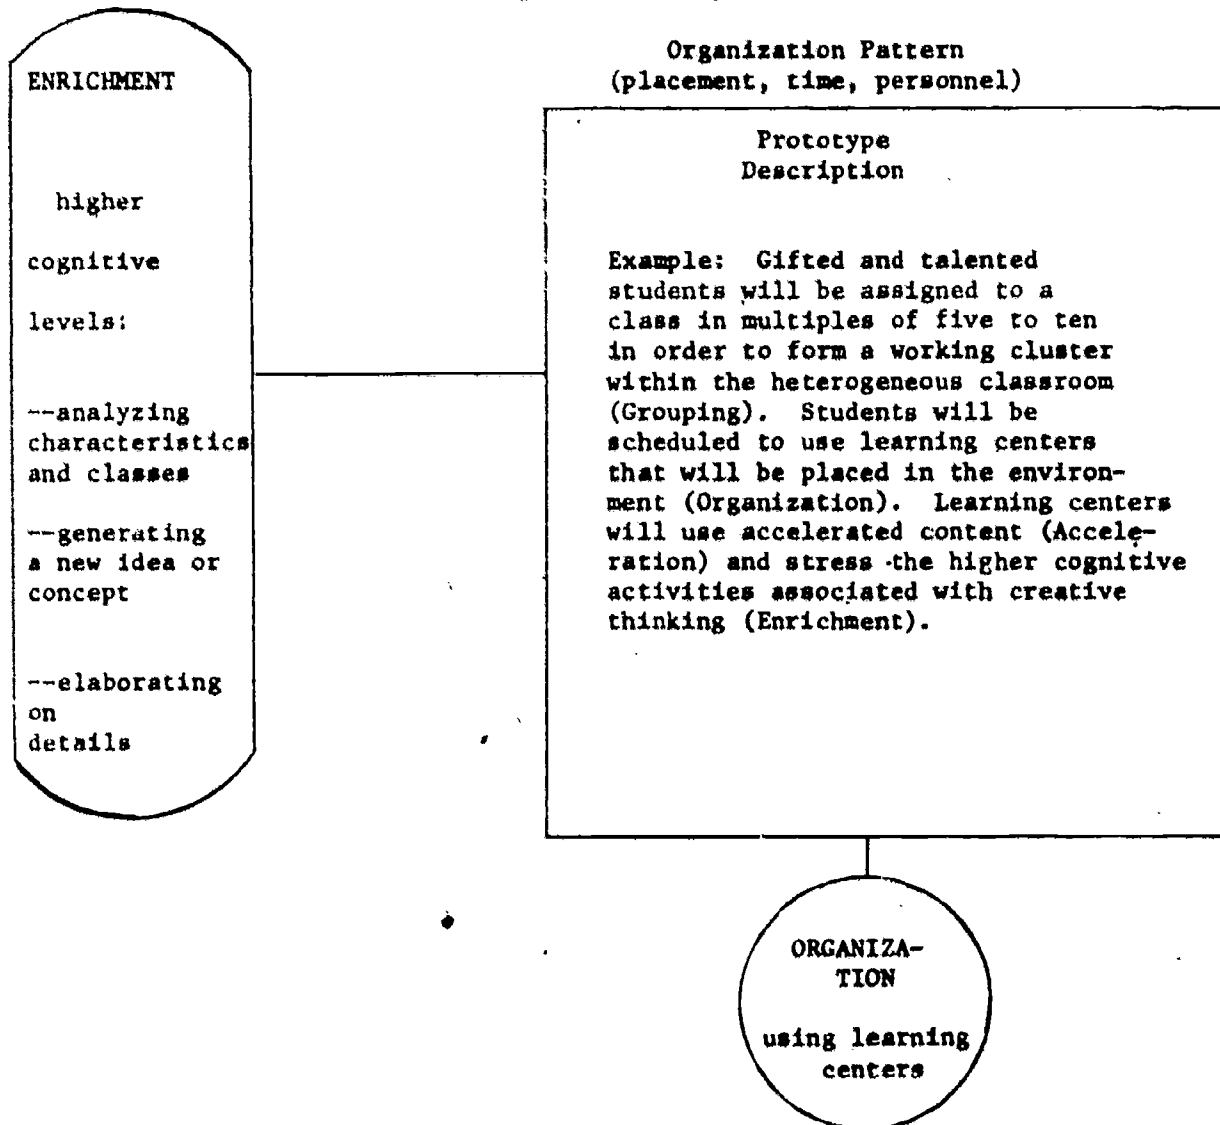 ENRICHMENT
higher
cognitive
levels:
--analyzing
characteristics
and classes
--generating
a new idea or
concept
--elaborating
on
details
Organization Pattern
(placement, time, personnel)
Prototype
Description
Example: Gifted and talented
students will be assigned to a
class in multiples of five to ten
in order to form a working cluster
within the heterogeneous classroom
(Grouping). Students will be
scheduled to use learning centers
that will be placed in the environ-
ment (Organization). Learning centers
will use accelerated content (Accele-
ration) and stress the higher cognitive
activities associated with creative
thinking (Enrichment).
ORGANIZA-
TION
using learning
centers